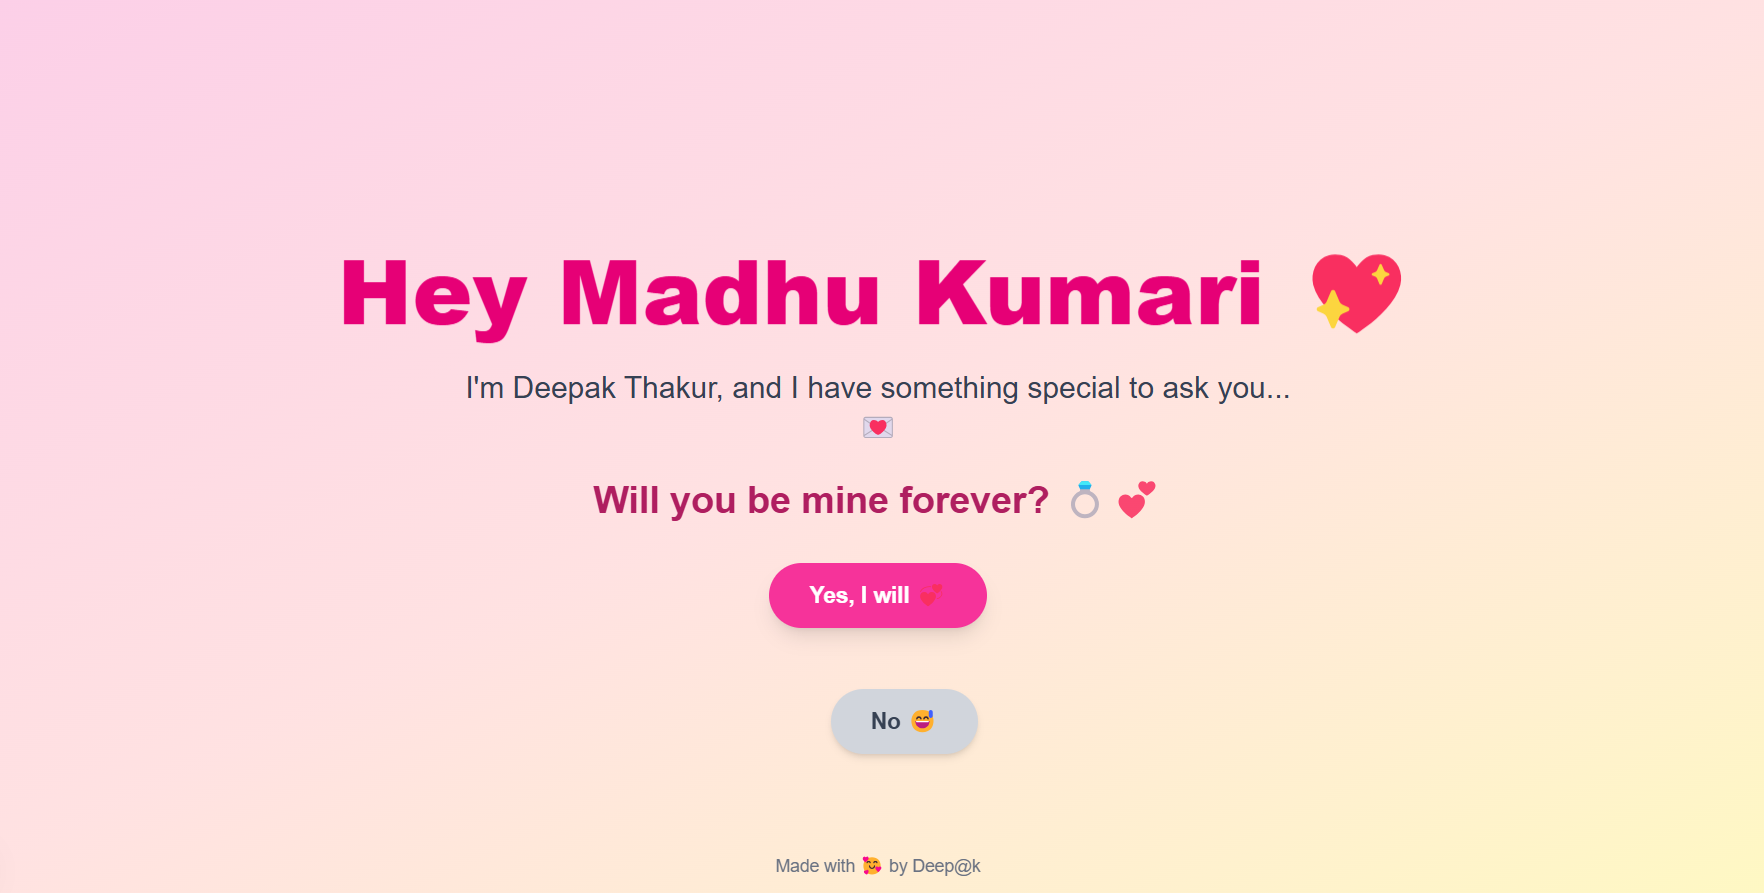 Hey Madhu Kumari 💖
I'm Deepak Thakur, and I have something special to ask you...
💌
Will you be mine forever? 💍 💕
Yes, I will 💞
No 😅
Made with 🥰 by Deep@k